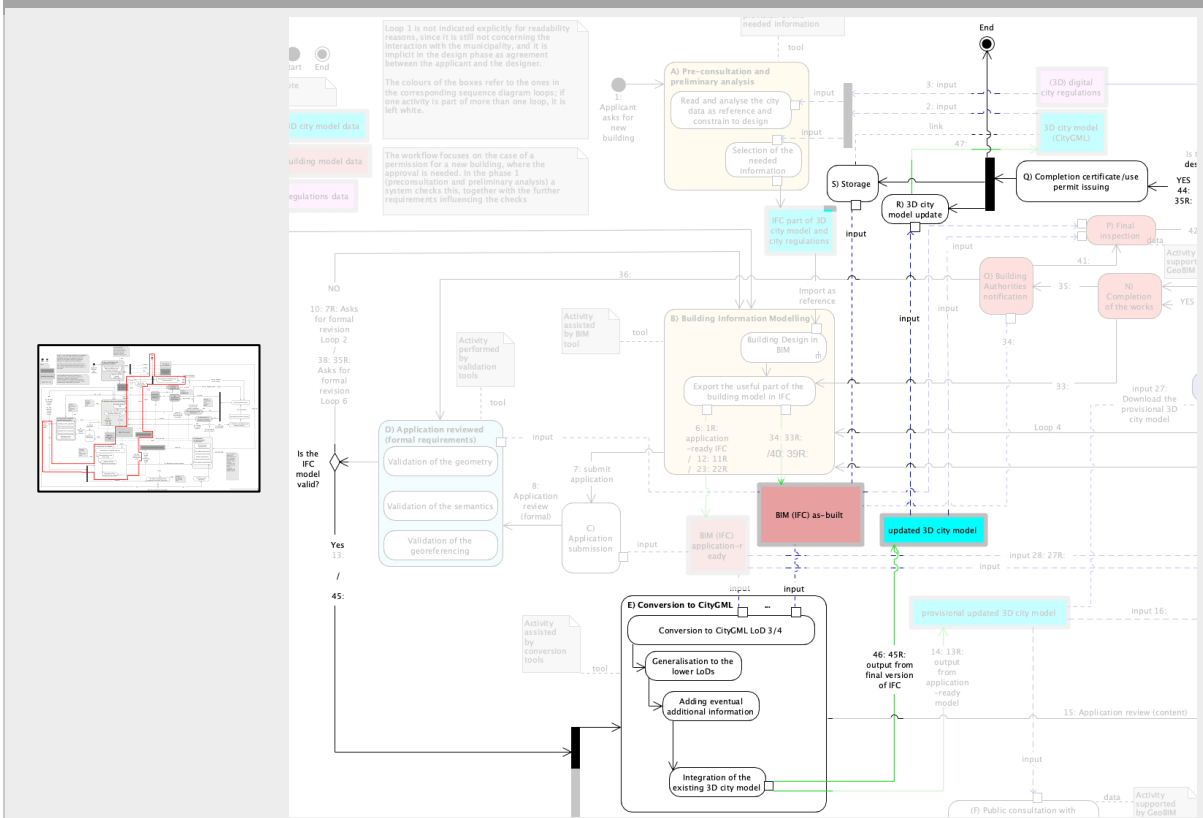 provision of the
needed information
tool
Loop 1 is not indicated explicitly for readability
reasons, since it is still not concerning the
interaction with the municipality, and it is
implicit in the design phase as agreement
between the applicant and the designer.
The colours of the boxes refer to the ones in
the corresponding sequence diagram loops; if
one activity is part of more than one loop, it is
left white.
The workflow focuses on the case of a
permission for a new building, where the
approval is needed. In the phase 1
(preconsultation and preliminary analysis) a
system checks this, together with the further
requirements influencing the checks
tart
End
ote
D city model data
uilding model data
egulations data
1:
Applicant
asks for
new
building
A) Pre-consultation and
preliminary analysis
Read and analyse the city
data as reference and
constrain to design
Selection of the
needed
information
input
input
3: input
2: input
link
47:
(3D) digital
city regulations
3D city model
(CityGML)
End
S) Storage
R) 3D city
model update
Q) Completion certificate/use
permit issuing
Is t
des
YES
44:
35R:
IFC part of 3D
city model and
city regulations
Import as
reference
input
input
input
P) Final
inspection
data
42
Activity
support
GeoBIM
41:
O) Building
Authorities
notification
35:
N)
Completion
of the works
YES
34:
33:
36:
NO
10: 7R: Asks
for formal
revision
Loop 2
/
38: 35R:
Asks for
formal
revision
Loop 6
Activity
performed
by
validation
tools
tool
Activity
assisted
by BIM
tool
tool
B) Building Information Modelling
Building Design in
BIM
Export the useful part of the
building model in IFC
6: 1R:
application
-ready IFC
/ 12: 11R
/ 23: 22R
34: 33R:
/40: 39R:
input 27:
Download the
provisional 3D
city model
Loop 4
Is the
IFC
model
valid?
D) Application reviewed
(formal requirements)
Validation of the geometry
Validation of the semantics
Validation of the
georeferencing
input
7: submit
application
8:
Application
review
(formal)
C)
Application
submission
input
BIM (IFC)
application-r
eady
BIM (IFC) as-built
updated 3D city model
input 28: 27R:
input
input
input
Yes
13:
/
45:
E) Conversion to CityGML
...
Conversion to CityGML LoD 3/4
Generalisation to the
lower LoDs
Adding eventual
additional information
Integration of the
existing 3D city model
Activity
assisted
by
conversion
tools
tool
46: 45R:
output from
final version
of IFC
14: 13R:
output
from
application
-ready
model
provisional updated 3D city model
input 16:
15: Application review (content)
input
(F) Public consultation with
data
Activity
supported
by GeoBIM